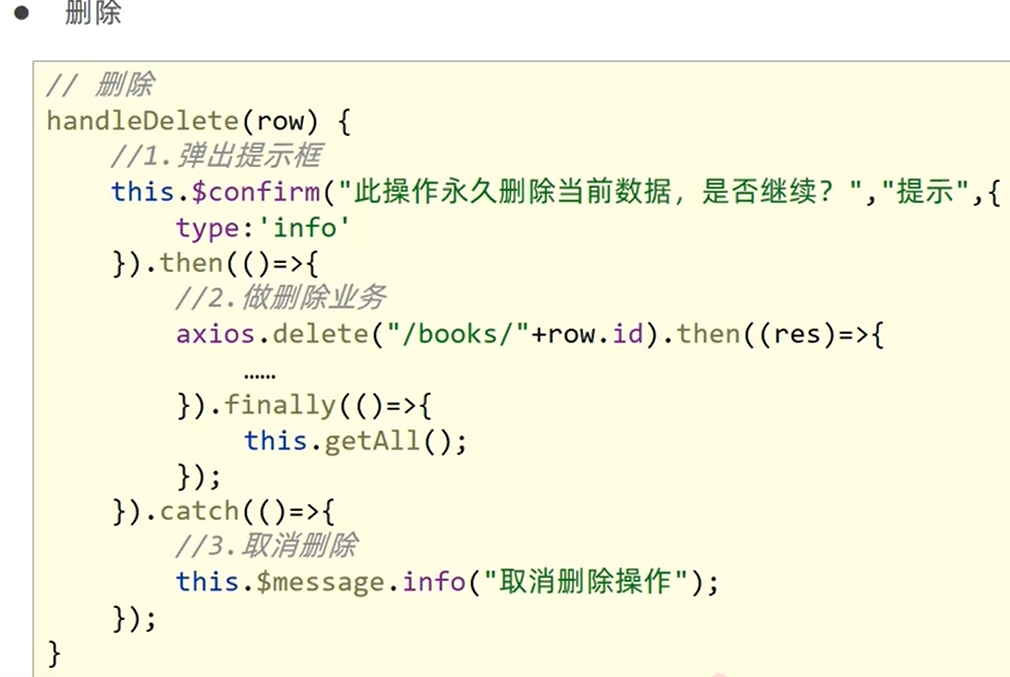 ● 删除
// 删除
handleDelete(row) {
    //1.弹出提示框
    this.$confirm("此操作永久删除当前数据，是否继续？","提示",{
        type:'info'
    }).then(()=>{
        //2.做删除业务
        axios.delete("/books/"+row.id).then((res)=>{
            ……
        }).finally(()=>{
            this.getAll();
        });
    }).catch(()=>{
        //3.取消删除
        this.$message.info("取消删除操作");
    });
}